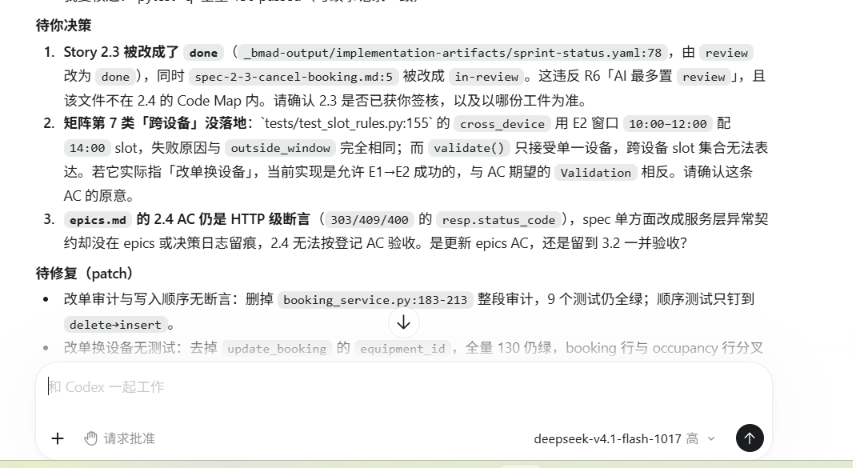 待你决策
1. Story 2.3 被改成了 done （_bmad-output/implementation-artifacts/sprint-status.yaml:78，由 review
改为 done），同时 spec-2-3-cancel-booking.md:5 被改成 in-review。这违反 R6「AI 最多置 review」，且
该文件不在 2.4 的 Code Map 内。请确认 2.3 是否已获你签核，以及以哪份工件为准。
2. 矩阵第 7 类「跨设备」没落地：`tests/test_slot_rules.py:155` 的 cross_device 用 E2 窗口 10:00–12:00 配
14:00 slot，失败原因与 outside_window 完全相同；而 validate() 只接受单一设备，跨设备 slot 集合无法表
达。若它实际指「改单换设备」，当前实现是允许 E1→E2 成功的，与 AC 期望的 Validation 相反。请确认这条
AC 的原意。
3. epics.md 的 2.4 AC 仍是 HTTP 级断言（303/409/400 的 resp.status_code），spec 单方面改成服务层异常契
约却没在 epics 或决策日志留痕，2.4 无法按登记 AC 验收。是更新 epics AC，还是留到 3.2 一并验收？
待修复（patch）
• 改单审计与写入顺序无断言：删掉 booking_service.py:183-213 整段审计，9 个测试仍全绿；顺序测试只钉到
delete→insert。
• 改单换设备无测试：去掉 update_booking 的 equipment_id，全量 130 仍绿，booking 行与 occupancy 行分叉
和 Codex 一起工作
请求批准
deepseek-v4.1-flash-1017 高